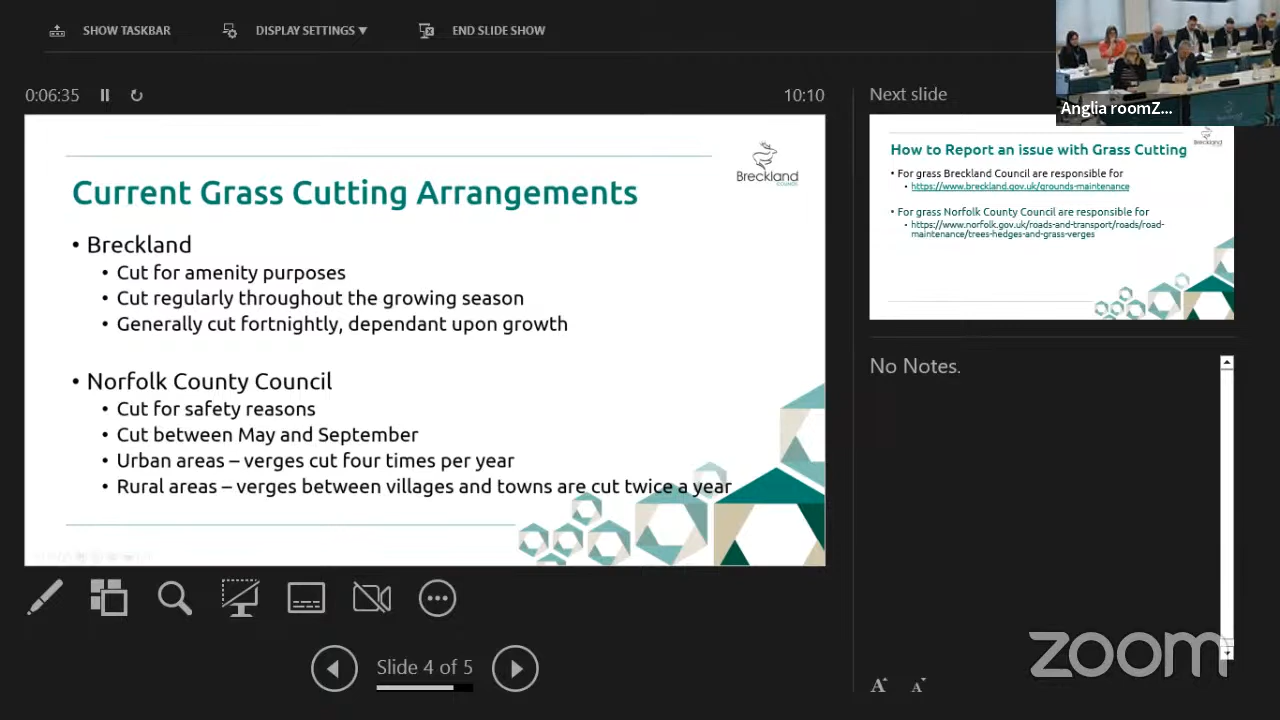 SHOW TASKBAR
DISPLAY SETTINGS
END SLIDE SHOW
Anglia roomZ...
0:06:35
10:10
Next slide
Breckland
COUNCIL
Current Grass Cutting Arrangements
• Breckland
• Cut for amenity purposes
• Cut regularly throughout the growing season
• Generally cut fortnightly, dependant upon growth
• Norfolk County Council
• Cut for safety reasons
• Cut between May and September
• Urban areas – verges cut four times per year
• Rural areas – verges between villages and towns are cut twice a year
Breckland
How to Report an issue with Grass Cutting
• For grass Breckland Council are responsible for
• https://www.breckland.gov.uk/grounds-maintenance
• For grass Norfolk County Council are responsible for
• https://www.norfolk.gov.uk/roads-and-transport/roads/road-
maintenance/trees-hedges-and-grass-verges
No Notes.
Slide 4 of 5
zoom
A A